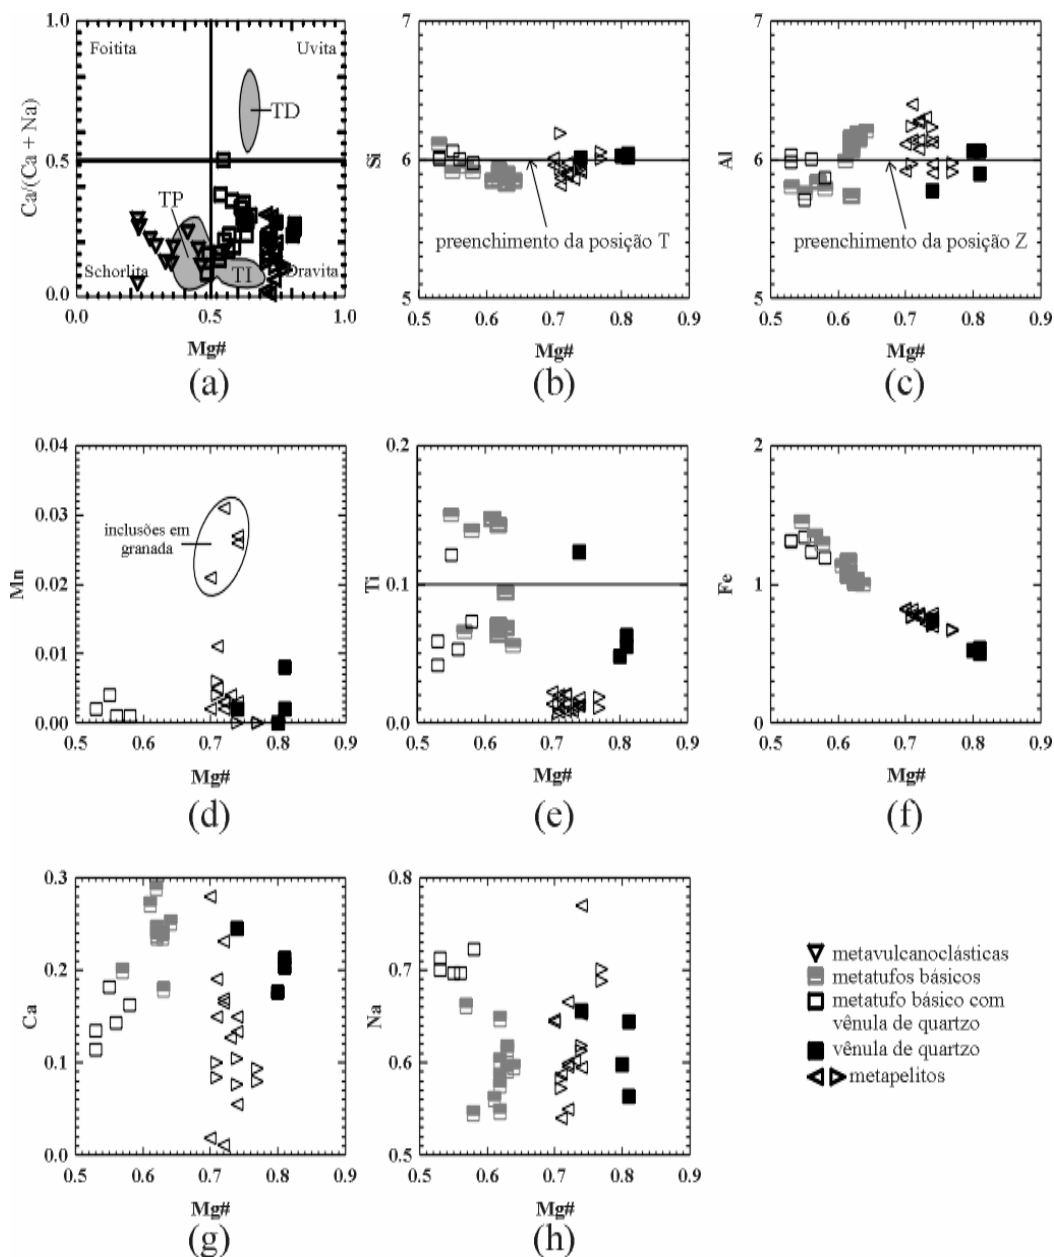 Foitita
Uvita
TD
TP
TI
Schorlita
Dravita
Ca/(Ca + Na)
1.0
0.5
0.0
0.0
0.5
1.0
Mg#
(a)
Si
7
6
5
preenchimento da posição T
0.5
0.6
0.7
0.8
0.9
Mg#
(b)
Al
7
6
5
preenchimento da posição Z
0.5
0.6
0.7
0.8
0.9
Mg#
(c)
Mn
0.04
0.03
0.02
0.01
0.00
inclusões em
granada
0.5
0.6
0.7
0.8
0.9
Mg#
(d)
Ti
0.2
0.1
0.0
0.5
0.6
0.7
0.8
0.9
Mg#
(e)
Fe
2
1
0
0.5
0.6
0.7
0.8
0.9
Mg#
(f)
Ca
0.3
0.2
0.1
0.0
0.5
0.6
0.7
0.8
0.9
Mg#
(g)
Na
0.8
0.7
0.6
0.5
0.5
0.6
0.7
0.8
0.9
Mg#
(h)
metavulcanoclásticas
metatufos básicos
metatufo básico com
vênula de quartzo
vênula de quartzo
metapelitos